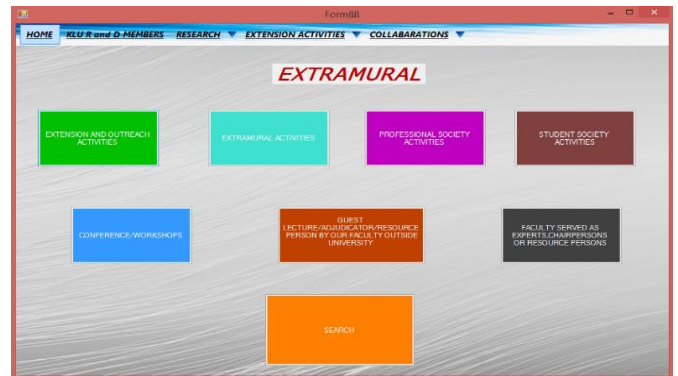 Form88
HOME KLU R and D MEMBERS RESEARCH EXTENSION ACTIVITIES COLLABARATIONS
EXTRAMURAL
EXTENSION AND OUTREACH
ACTIVITIES
EXTRAMURAL ACTIVITIES
PROFESSIONAL SOCIETY
ACTIVITIES
STUDENT SOCIETY
ACTIVITIES
CONFERENCE/WORKSHOPS
GUEST
LECTURE/ADJUDICATOR/RESOURCE
PERSON BY OUR FACULTY OUTSIDE
UNIVERSITY
FACULTY SERVED AS
EXPERTS,CHAIRPERSONS
OR RESOURCE PERSONS
SEARCH